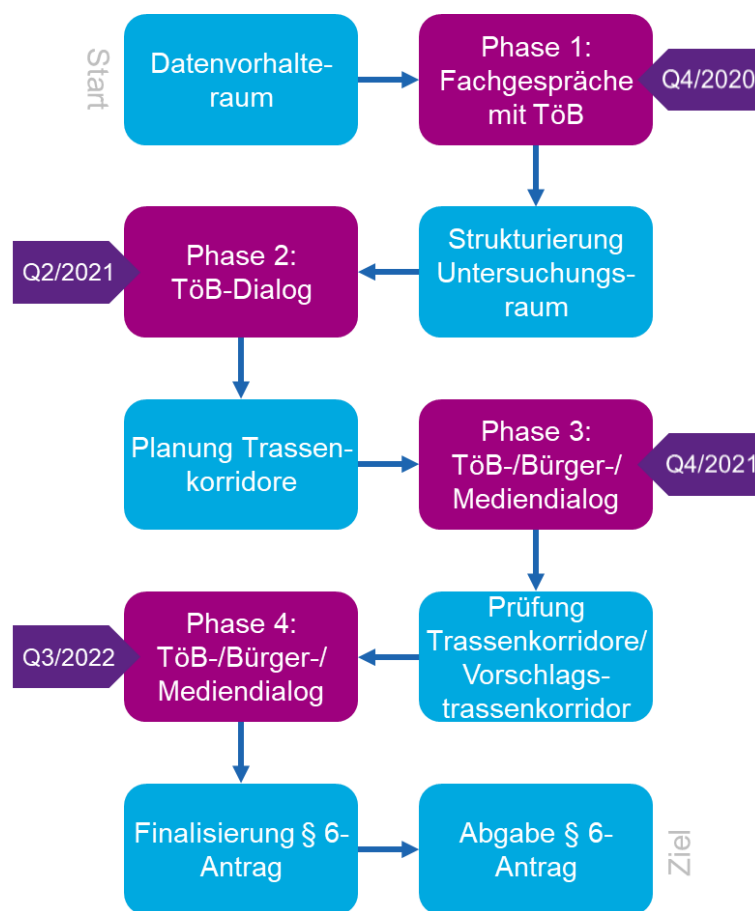 Start
Datenvorhalte-
raum
Phase 1:
Fachgespräche
mit TöB
Q4/2020
Strukturierung
Untersuchungs-
raum
Phase 2:
TöB-Dialog
Q2/2021
Planung Trassen-
korridore
Phase 3:
TöB-/Bürger-/
Mediendialog
Q4/2021
Prüfung
Trassenkorridore/
Vorschlags-
trassenkorridor
Phase 4:
TöB-/Bürger-/
Mediendialog
Q3/2022
Finalisierung § 6-
Antrag
Abgabe § 6-
Antrag
Ziel